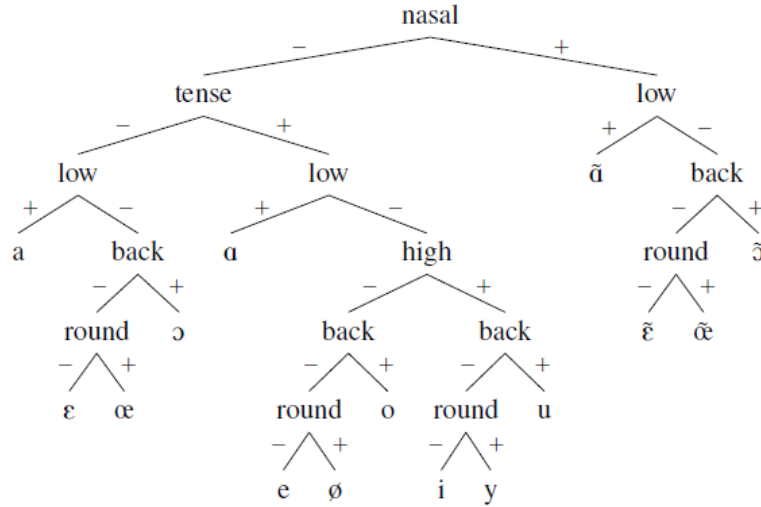 nasal
− +
tense low
− + + −
low low ɑ̃ back
+ − + − − +
a back ɑ high round ɔ̃
− + − + − +
round ɔ back back ɛ̃ œ̃
− + − + − +
ɛ œ round o round u
− + − +
e ø i y